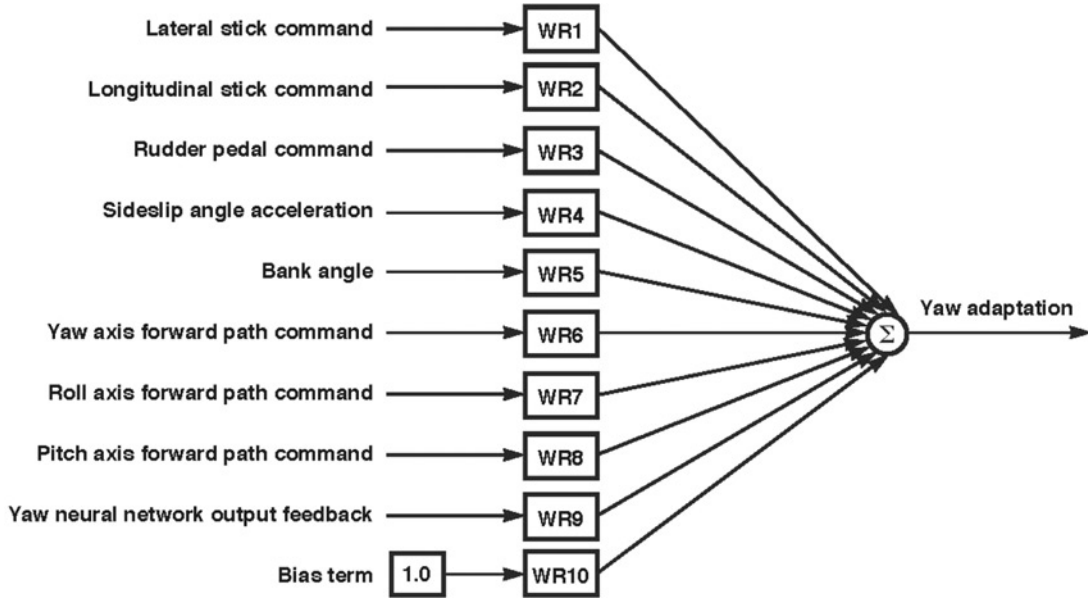 Lateral stick command WR1
Longitudinal stick command WR2
Rudder pedal command WR3
Sideslip angle acceleration WR4
Bank angle WR5
Yaw axis forward path command WR6 Σ Yaw adaptation
Roll axis forward path command WR7
Pitch axis forward path command WR8
Yaw neural network output feedback WR9
Bias term 1.0 WR10